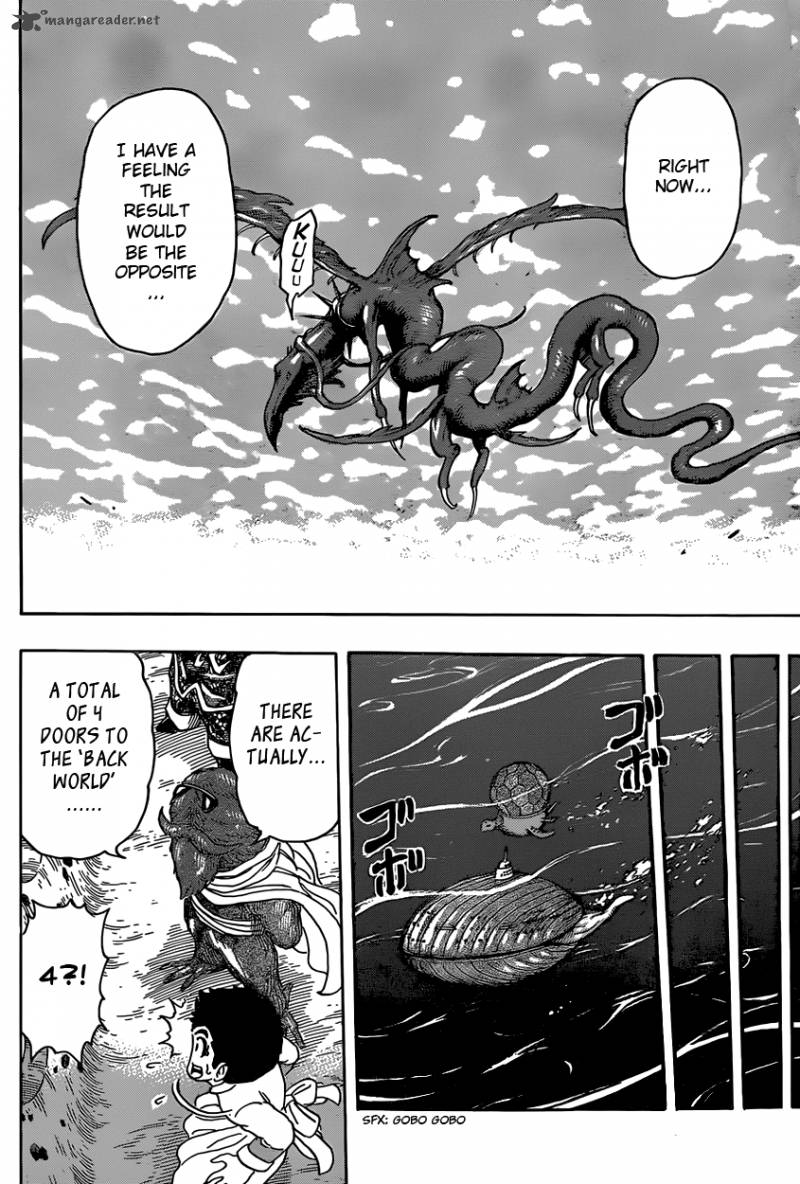 mangareader.net
RIGHT
NOW...
I HAVE A
FEELING
THE
RESULT
WOULD
BE THE
OPPOSITE
...
KUUU
ゴボ
ゴボ
SFX: GOBO GOBO
THERE
ARE AC-
TUALLY...
A TOTAL
OF 4
DOORS TO
THE 'BACK
WORLD'
......
4?!